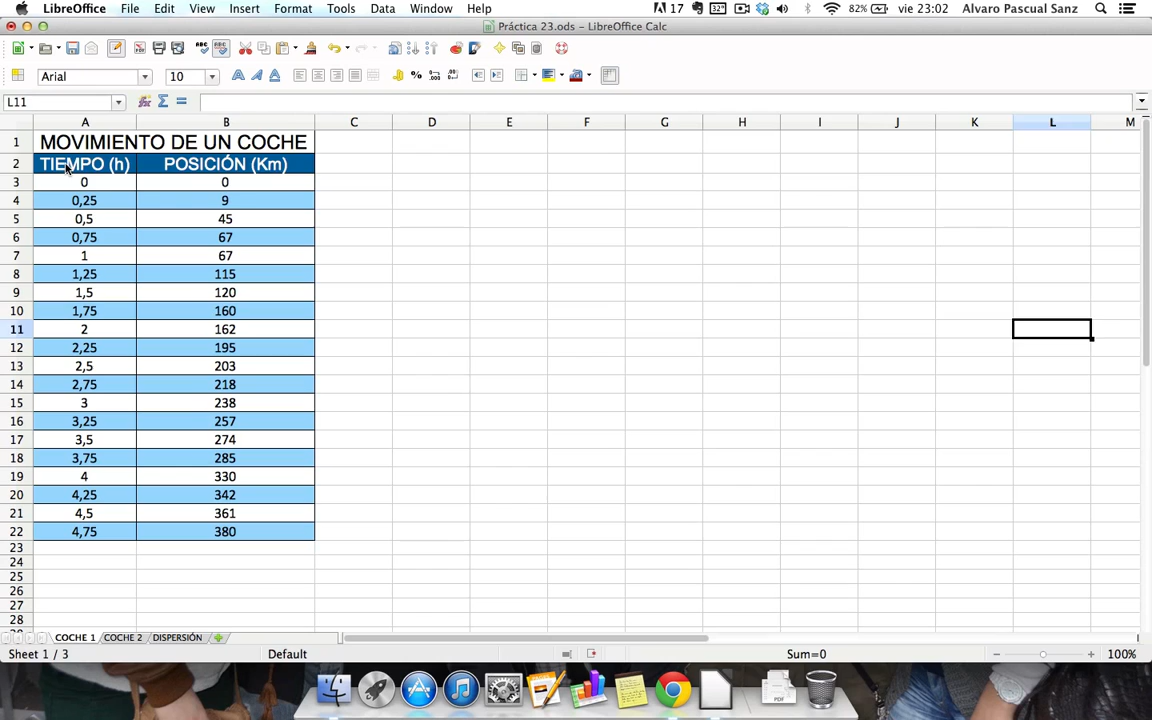 LibreOffice File Edit View Insert Format Tools Data Window Help 17 32° 82% vie 23:02 Alvaro Pascual Sanz
Práctica 23.ods – LibreOffice Calc
Arial 10
L11
A B C D E F G H I J K L M
1 MOVIMIENTO DE UN COCHE
2 TIEMPO (h) POSICIÓN (Km)
3 0 0
4 0,25 9
5 0,5 45
6 0,75 67
7 1 67
8 1,25 115
9 1,5 120
10 1,75 160
11 2 162
12 2,25 195
13 2,5 203
14 2,75 218
15 3 238
16 3,25 257
17 3,5 274
18 3,75 285
19 4 330
20 4,25 342
21 4,5 361
22 4,75 380
23
24
25
26
27
28
COCHE 1 COCHE 2 DISPERSIÓN
Sheet 1 / 3 Default Sum=0 100%
PDF